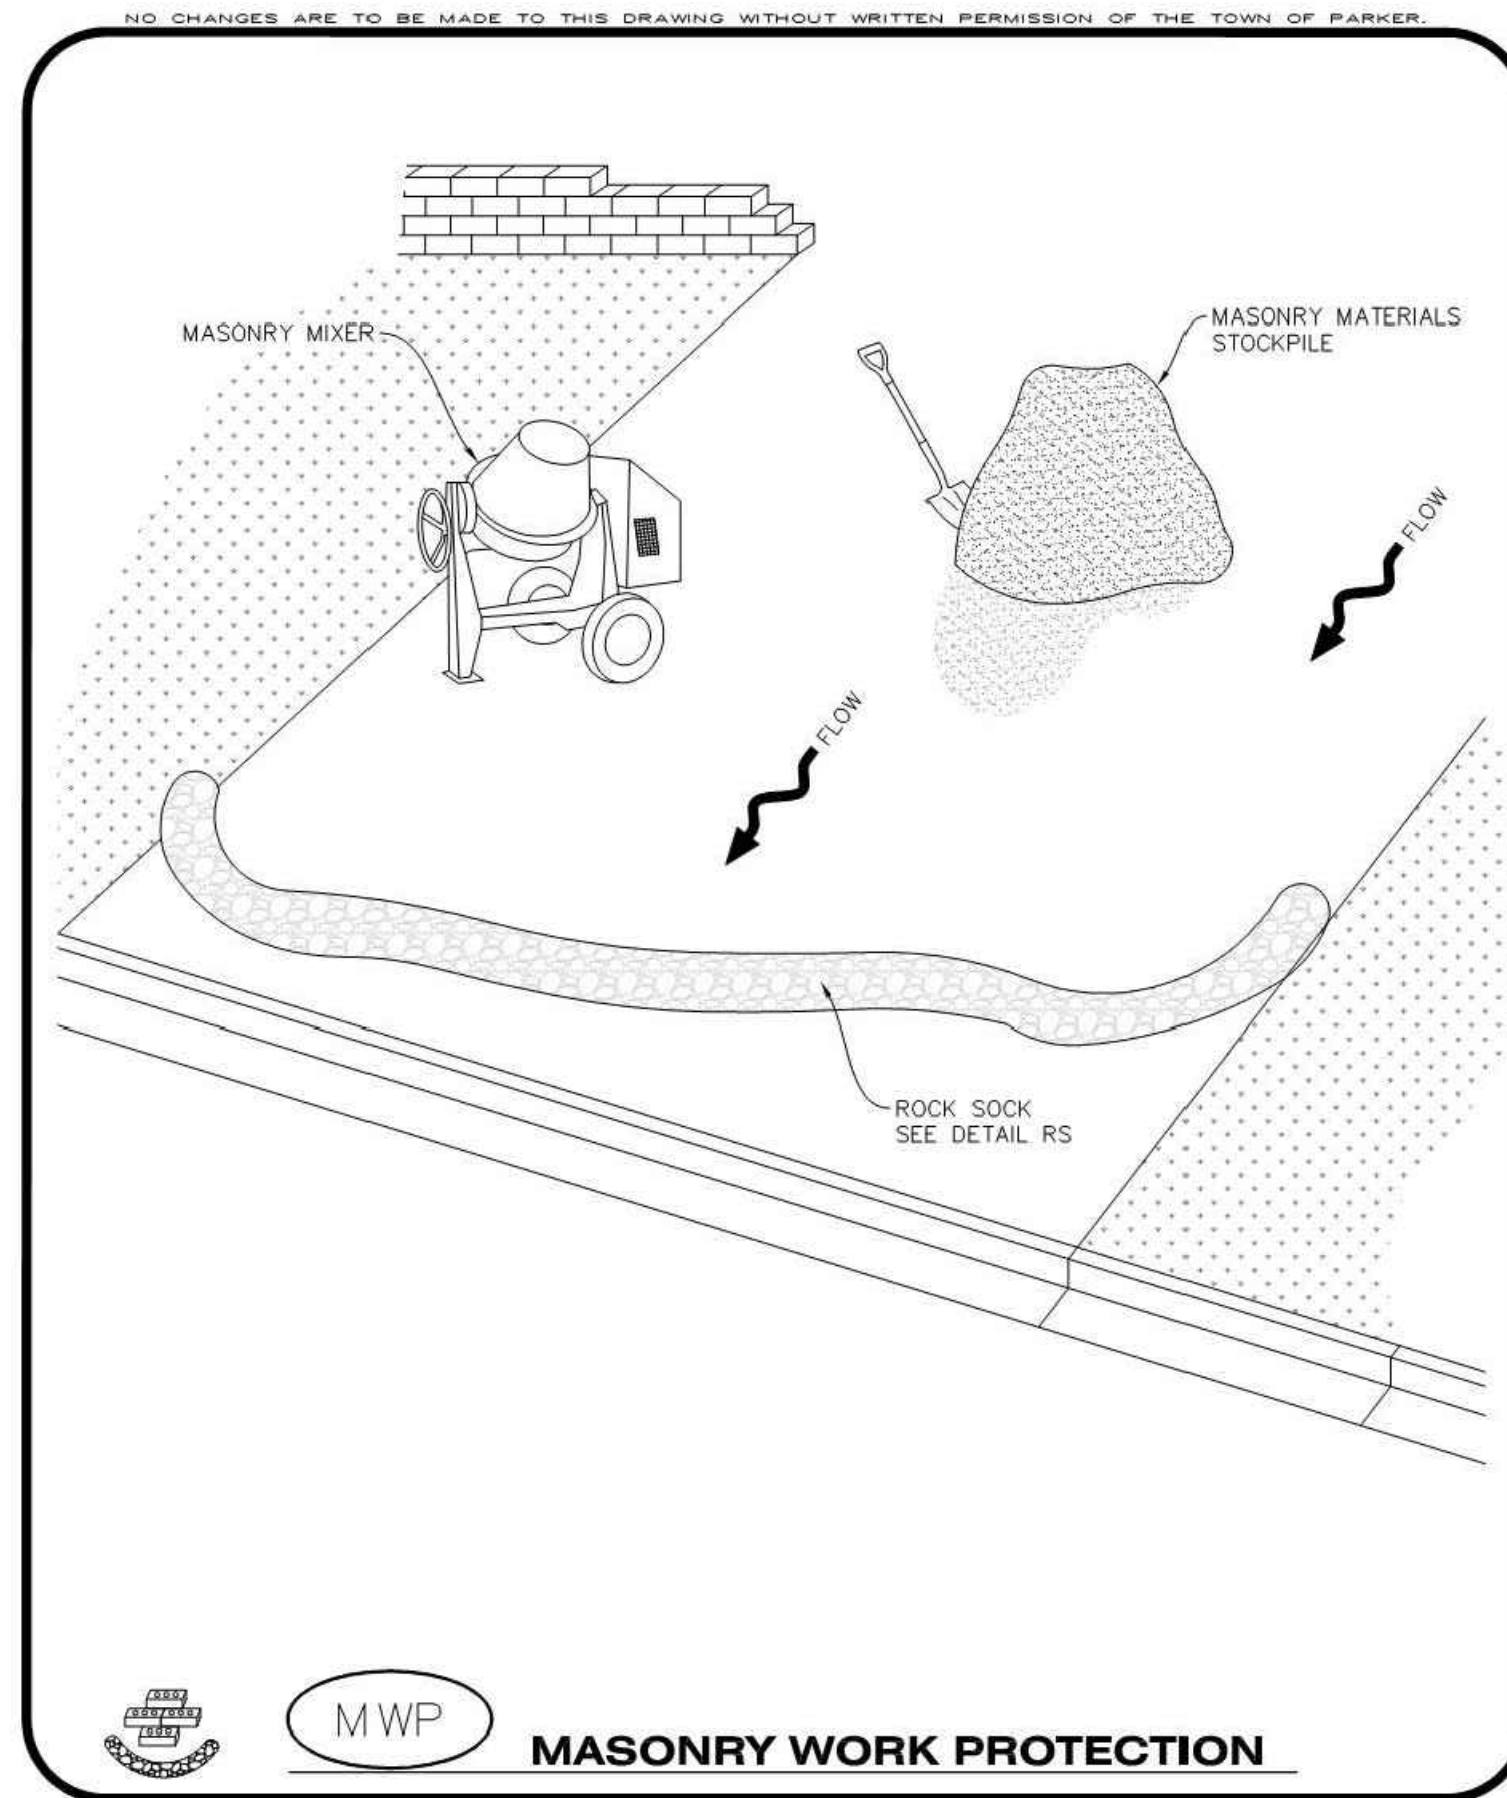 NO CHANGES ARE TO BE MADE TO THIS DRAWING WITHOUT WRITTEN PERMISSION OF THE TOWN OF PARKER.
MASONRY MIXER
MASONRY MATERIALS
STOCKPILE
FLOW
FLOW
ROCK SOCK
SEE DETAIL RS
MWP
MASONRY WORK PROTECTION